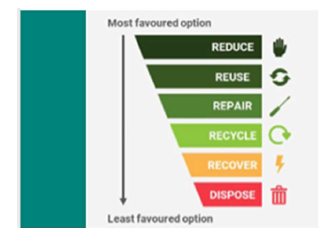 Most favoured option
REDUCE
REUSE
REPAIR
RECYCLE
RECOVER
DISPOSE
Least favoured option